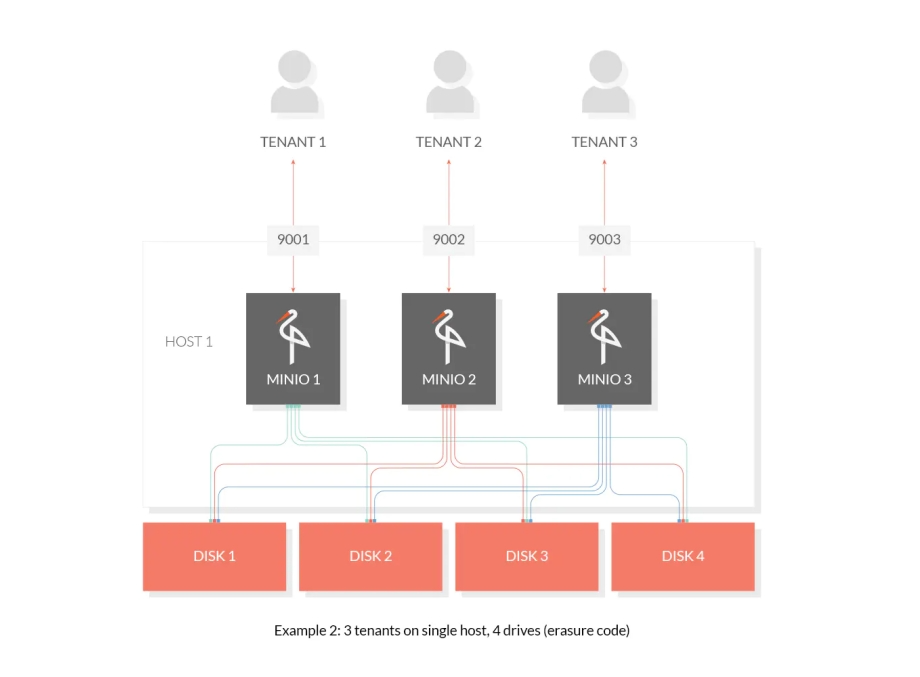 TENANT 1
TENANT 2
TENANT 3
9001
9002
9003
HOST 1
MINIO 1
MINIO 2
MINIO 3
DISK 1
DISK 2
DISK 3
DISK 4
Example 2: 3 tenants on single host, 4 drives (erasure code)